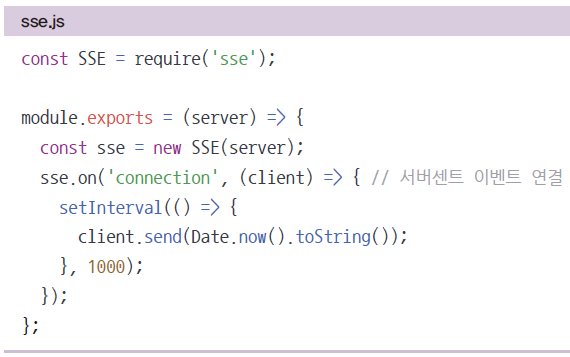 sse.js
const SSE = require('sse');
module.exports = (server) => {
  const sse = new SSE(server);
  sse.on('connection', (client) => { // 서버센트 이벤트 연결
    setInterval(() => {
      client.send(Date.now().toString());
    }, 1000);
  });
};